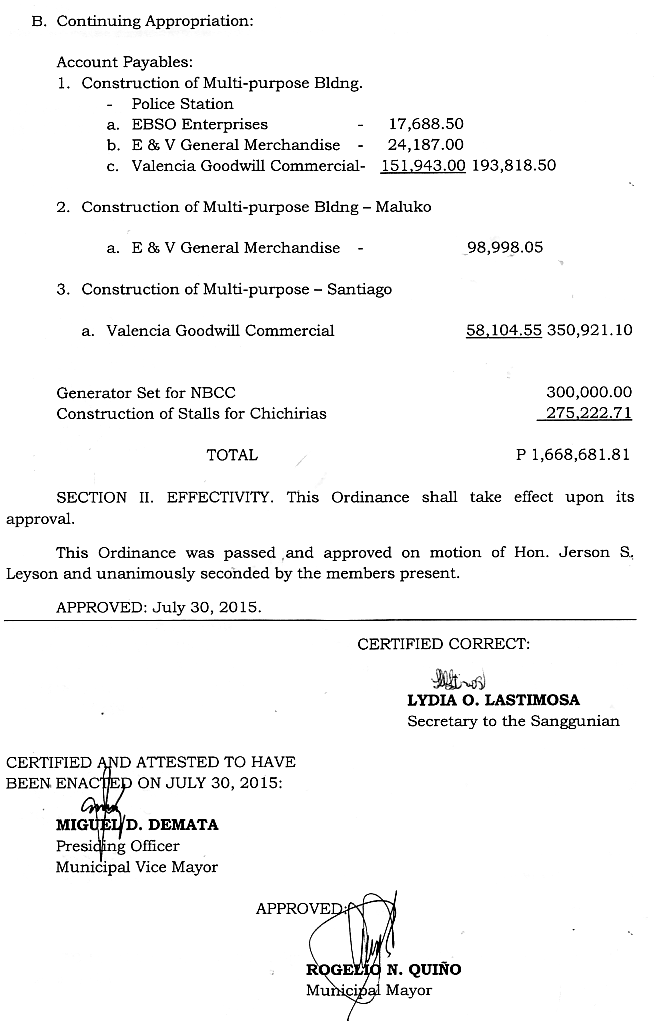 B. Continuing Appropriation:
Account Payables:
1. Construction of Multi-purpose Bldng.
- Police Station
a. EBSO Enterprises - 17,688.50
b. E & V General Merchandise - 24,187.00
c. Valencia Goodwill Commercial- 151,943.00 193,818.50
2. Construction of Multi-purpose Bldng – Maluko
a. E & V General Merchandise - 98,998.05
3. Construction of Multi-purpose – Santiago
a. Valencia Goodwill Commercial 58,104.55 350,921.10
Generator Set for NBCC 300,000.00
Construction of Stalls for Chichirias 275,222.71
TOTAL P 1,668,681.81
SECTION II. EFFECTIVITY. This Ordinance shall take effect upon its
approval.
This Ordinance was passed and approved on motion of Hon. Jerson S.
Leyson and unanimously seconded by the members present.
APPROVED: July 30, 2015.
CERTIFIED CORRECT:
LYDIA O. LASTIMOSA
Secretary to the Sanggunian
CERTIFIED AND ATTESTED TO HAVE
BEEN ENACTED ON JULY 30, 2015:
MIGUEL D. DEMATA
Presiding Officer
Municipal Vice Mayor
APPROVED:
ROGELIO N. QUIÑO
Municipal Mayor